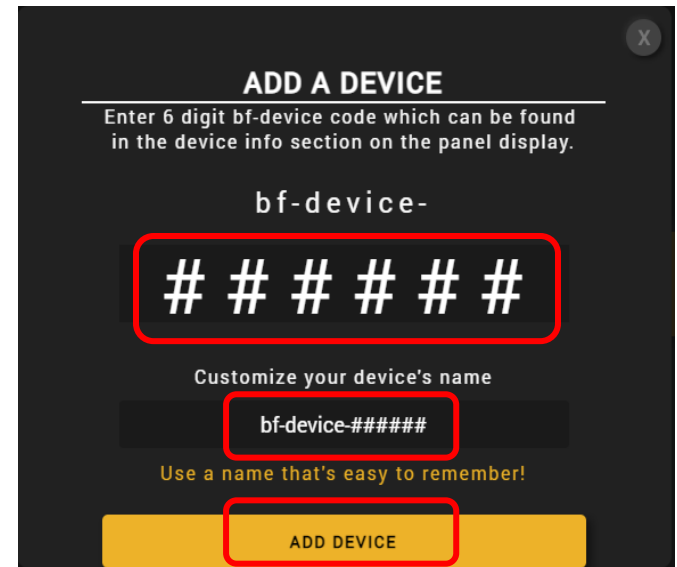 X
ADD A DEVICE
Enter 6 digit bf-device code which can be found
in the device info section on the panel display.
bf-device-
# # # # # #
Customize your device's name
bf-device-######
Use a name that's easy to remember!
ADD DEVICE